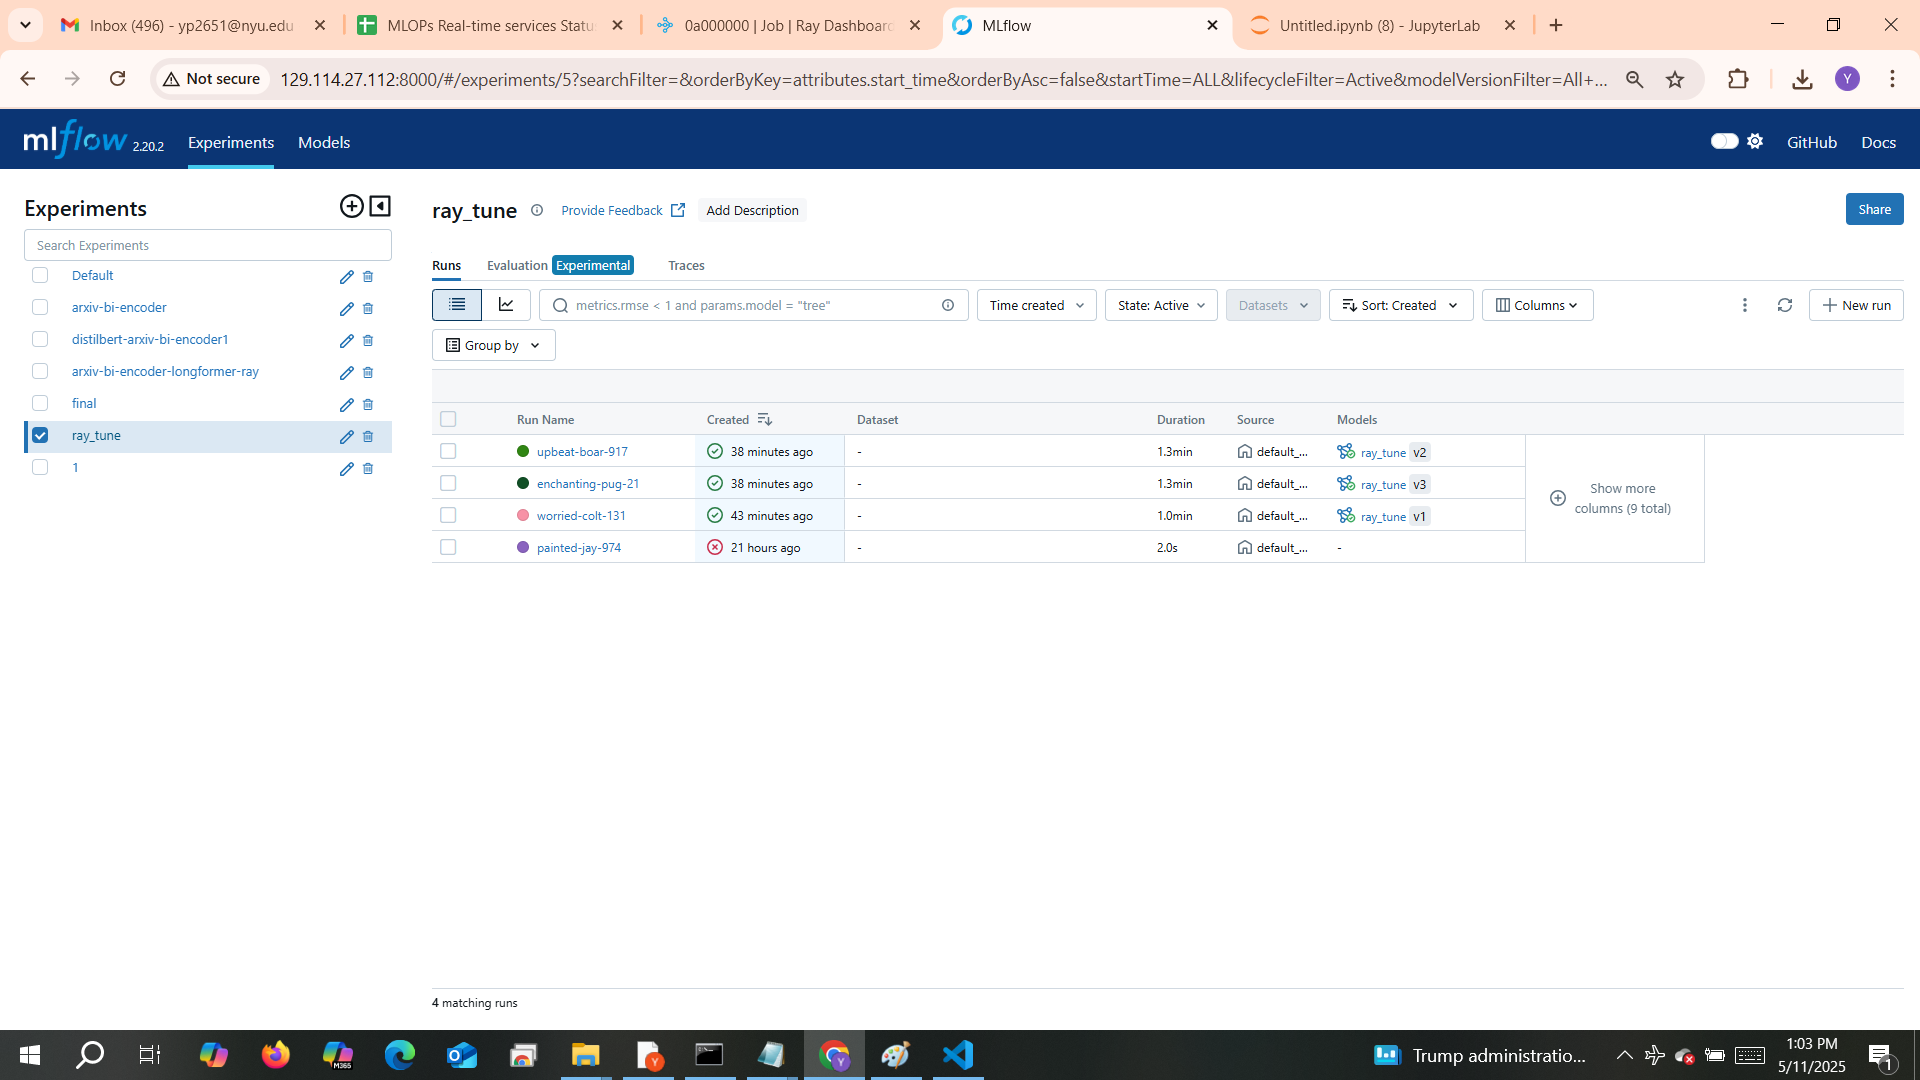 Inbox (496) - yp2651@nyu.edu
MLOPs Real-time services Statu
0a000000 | Job | Ray Dashboard
MLflow
Untitled.ipynb (8) - JupyterLab
Not secure
129.114.27.112:8000/#/experiments/5?searchFilter=&orderByKey=attributes.start_time&orderByAsc=false&startTime=ALL&lifecycleFilter=Active&modelVersionFilter=All+...
Y
mlflow 2.20.2
Experiments
Models
GitHub
Docs
Experiments
Search Experiments
Default
arxiv-bi-encoder
distilbert-arxiv-bi-encoder1
arxiv-bi-encoder-longformer-ray
final
ray_tune
1
ray_tune
Provide Feedback
Add Description
Share
Runs
Evaluation Experimental
Traces
metrics.rmse < 1 and params.model = "tree"
Time created
State: Active
Datasets
Sort: Created
Columns
New run
Group by
Run Name Created Dataset Duration Source Models
upbeat-boar-917 38 minutes ago - 1.3min default_... ray_tune v2
enchanting-pug-21 38 minutes ago - 1.3min default_... ray_tune v3
worried-colt-131 43 minutes ago - 1.0min default_... ray_tune v1
painted-jay-974 21 hours ago - 2.0s default_... -
Show more
columns (9 total)
4 matching runs
M365
Y
Y
Trump administratio...
1:03 PM
5/11/2025
1